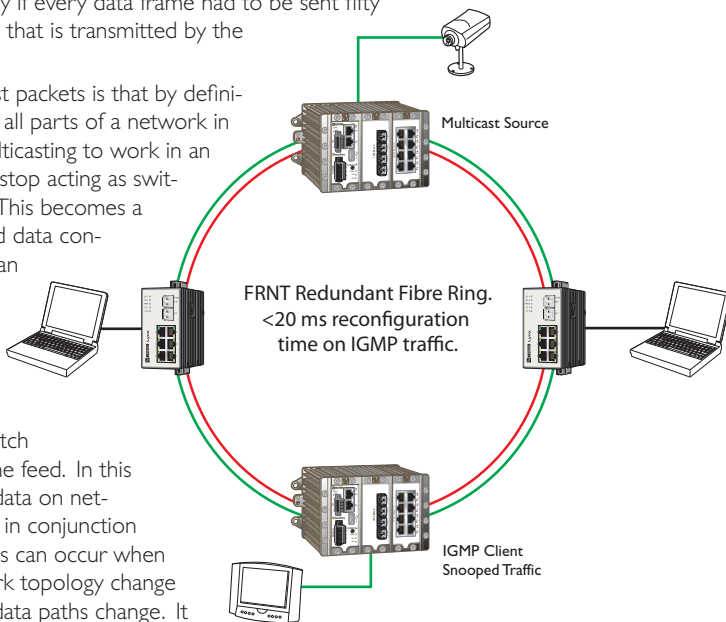 y if every data frame had to be sent fifty
that is transmitted by the
st packets is that by defini-
all parts of a network in
lticasting to work in an
stop acting as swit-
This becomes a
d data con-
an
Multicast Source
FRNT Redundant Fibre Ring.
<20 ms reconfiguration
time on IGMP traffic.
tch
ne feed. In this
data on net-
in conjunction
s can occur when
rk topology change
data paths change. It
IGMP Client
Snooped Traffic
Lynx
Lynx